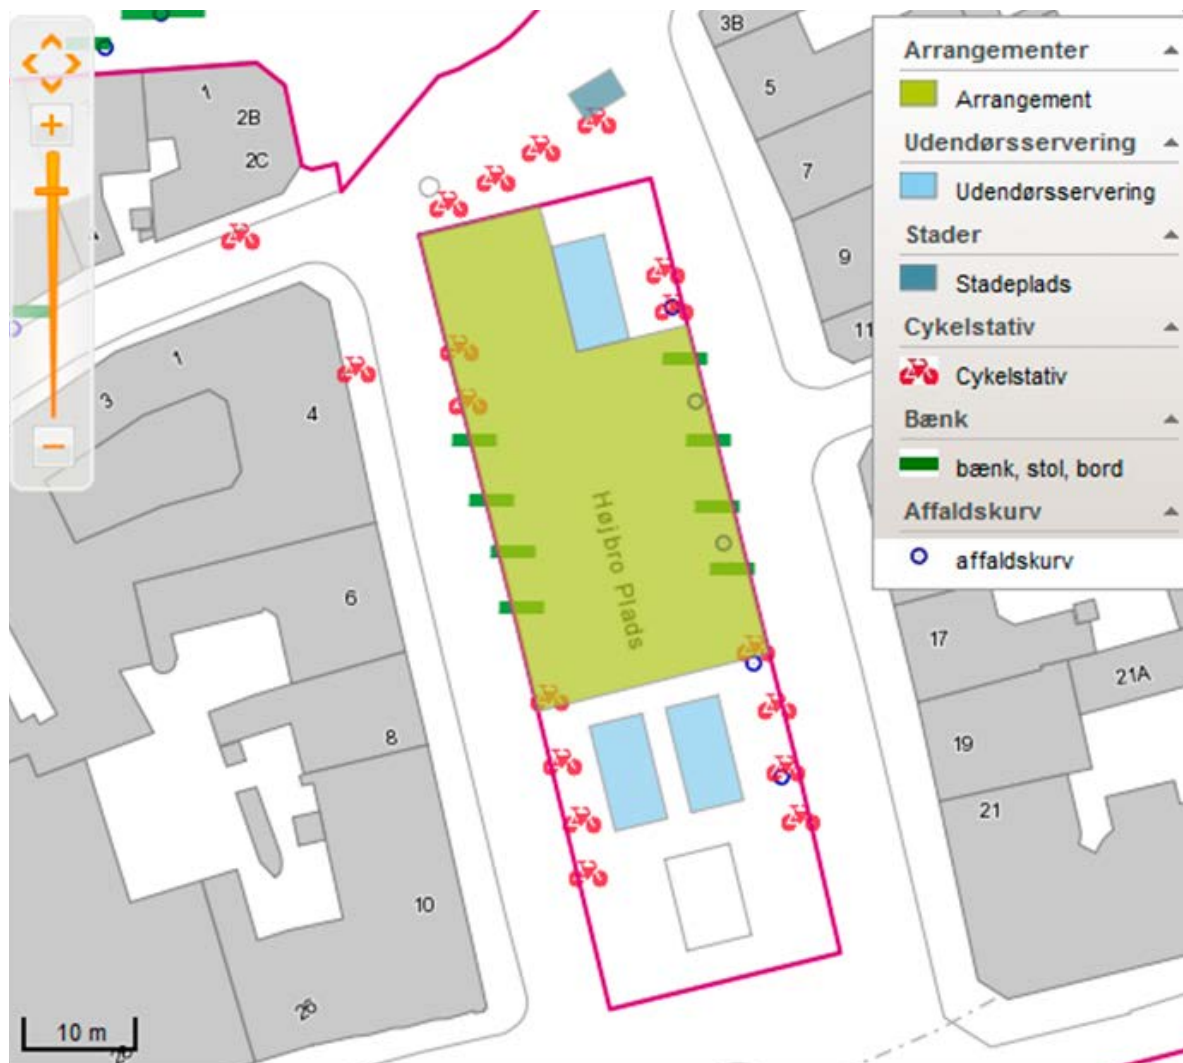 3B
5
7
9
11
1
2B
2C
1
3
4
6
8
10
26
17
19
21
21A
Højbro Plads
10 m
Arrangementer
Arrangement
Udendørsservering
Udendørsservering
Stader
Stadeplads
Cykelstativ
Cykelstativ
Bænk
bænk, stol, bord
Affaldskurv
affaldskurv